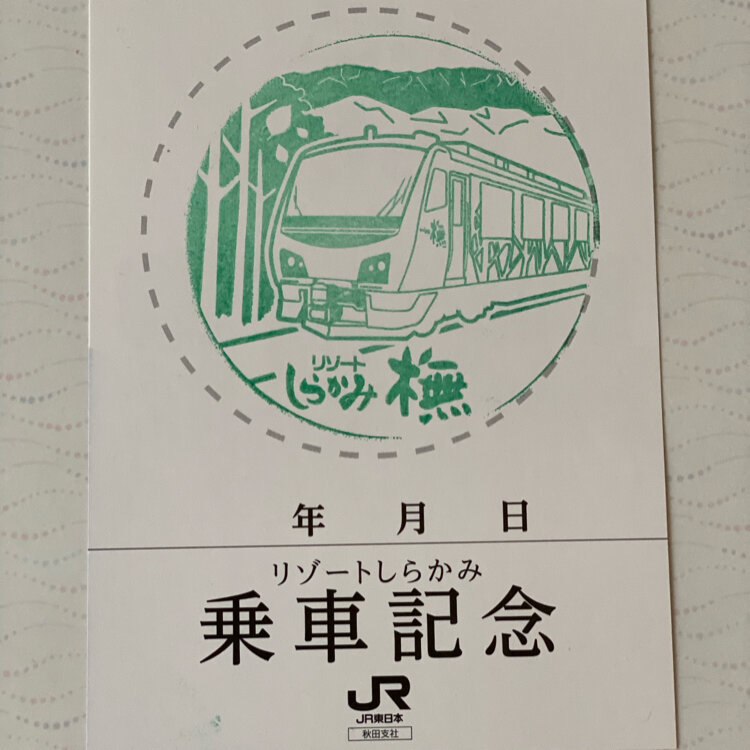 橅
リゾート
しらかみ 橅
年 月 日
リゾートしらかみ
乗車記念
JR
JR東日本
秋田支社